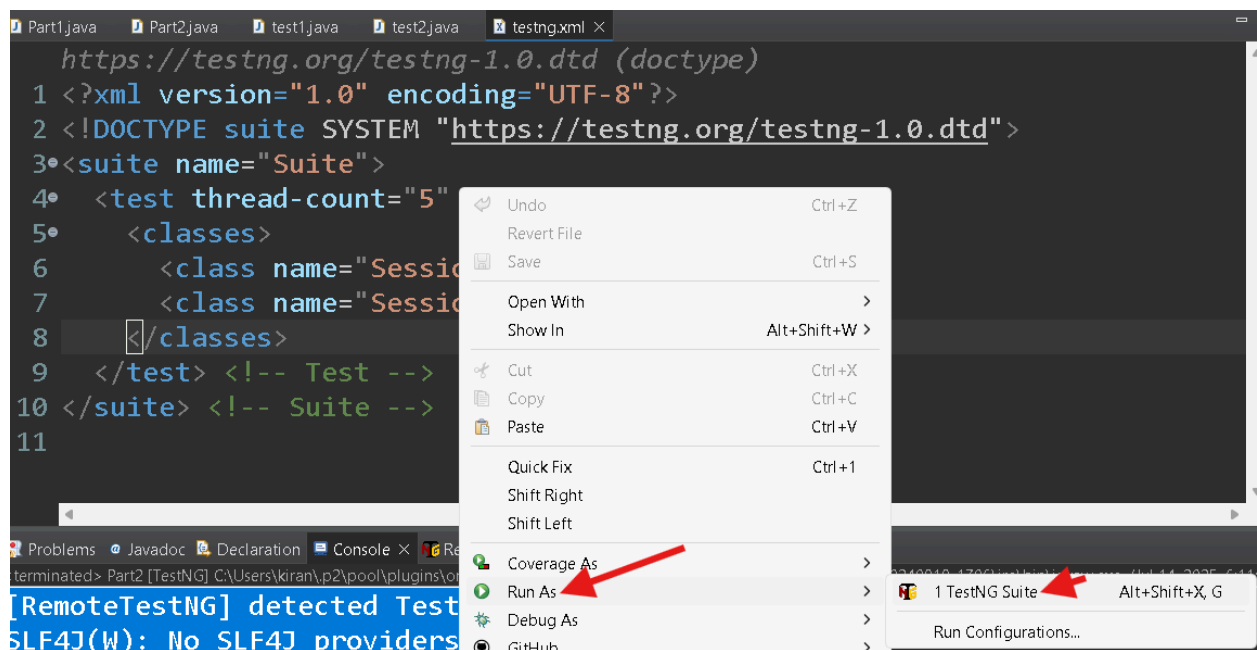 Part1.java Part2.java test1.java test2.java testng.xml
https://testng.org/testng-1.0.dtd (doctype)
1 <?xml version="1.0" encoding="UTF-8"?>
2 <!DOCTYPE suite SYSTEM "https://testng.org/testng-1.0.dtd">
3 <suite name="Suite">
4 <test thread-count="5"
5 <classes>
6 <class name="Sessio
7 <class name="Sessio
8 </classes>
9 </test> <!-- Test -->
10 </suite> <!-- Suite -->
11
Undo Ctrl+Z
Revert File
Save Ctrl+S
Open With
Show In Alt+Shift+W
Cut Ctrl+X
Copy Ctrl+C
Paste Ctrl+V
Quick Fix Ctrl+1
Shift Right
Shift Left
Coverage As
Run As
Debug As
GitHub
1 TestNG Suite Alt+Shift+X, G
Run Configurations...
Problems Javadoc Declaration Console Re
terminated> Part2 [TestNG] C:\Users\kiran\.p2\pool\plugins\or
[RemoteTestNG] detected Test
SLF4J(W): No SLF4J providers